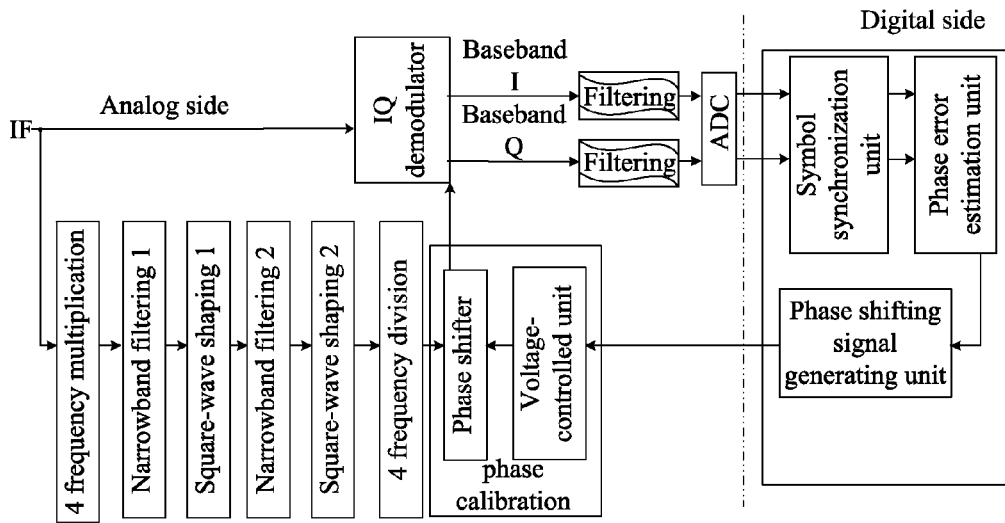 Digital side
Analog side
IF
IQ
demodulator
Baseband
I
Baseband
Q
Filtering
Filtering
ADC
Symbol
synchronization
unit
Phase error
estimation unit
4 frequency multiplication
Narrowband filtering 1
Square-wave shaping 1
Narrowband filtering 2
Square-wave shaping 2
4 frequency division
Phase shifter
Voltage-
controlled unit
phase
calibration
Phase shifting
signal
generating unit